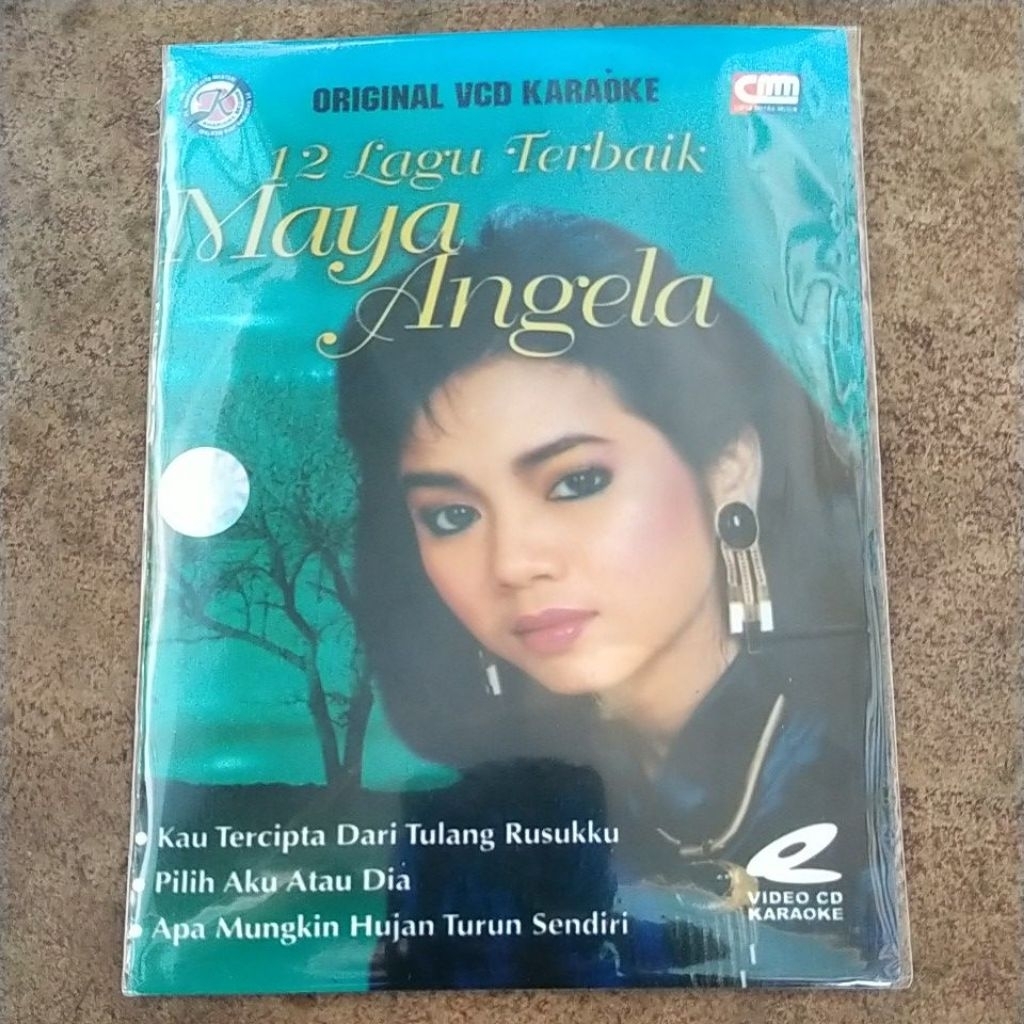 ORIGINAL VCD KARAOKE
12 Lagu Terbaik
Maya
Angela
• Kau Tercipta Dari Tulang Rusukku
• Pilih Aku Atau Dia
• Apa Mungkin Hujan Turun Sendiri
VIDEO CD
KARAOKE